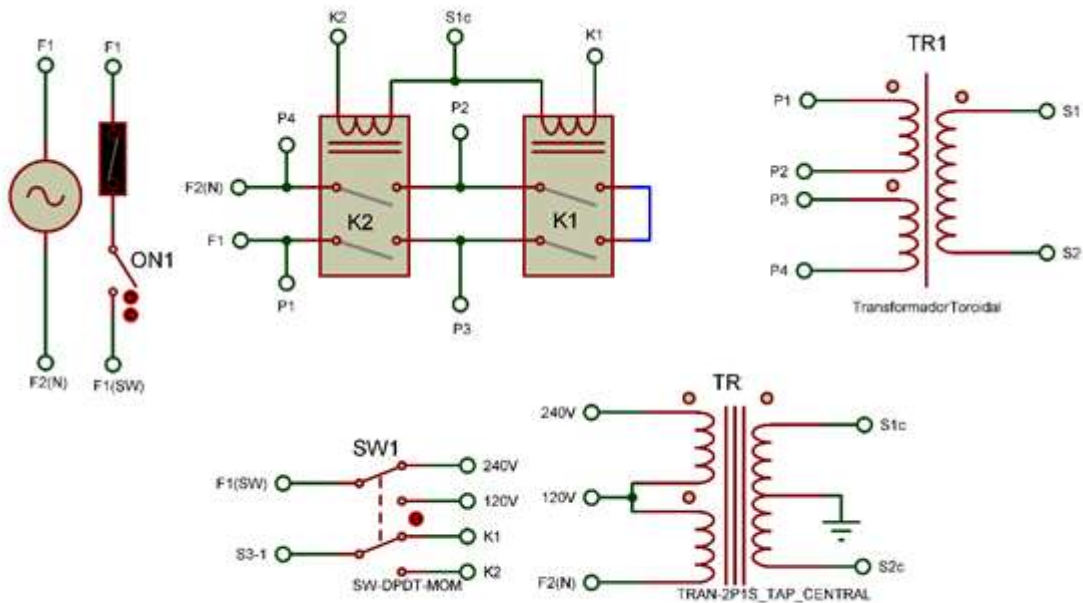 F1
F1
ON1
F2(N)
F1(SW)
K2
S1c
K1
P4
P2
F2(N)
F1
K2
K1
P1
P3
TR1
P1
P2
P3
P4
S1
S2
TransformadorToroidal
SW1
F1(SW)
S3-1
240V
120V
K1
K2
SW-DPDT-MOM
TR
240V
120V
F2(N)
S1c
S2c
TRAN-2P1S_TAP_CENTRAL